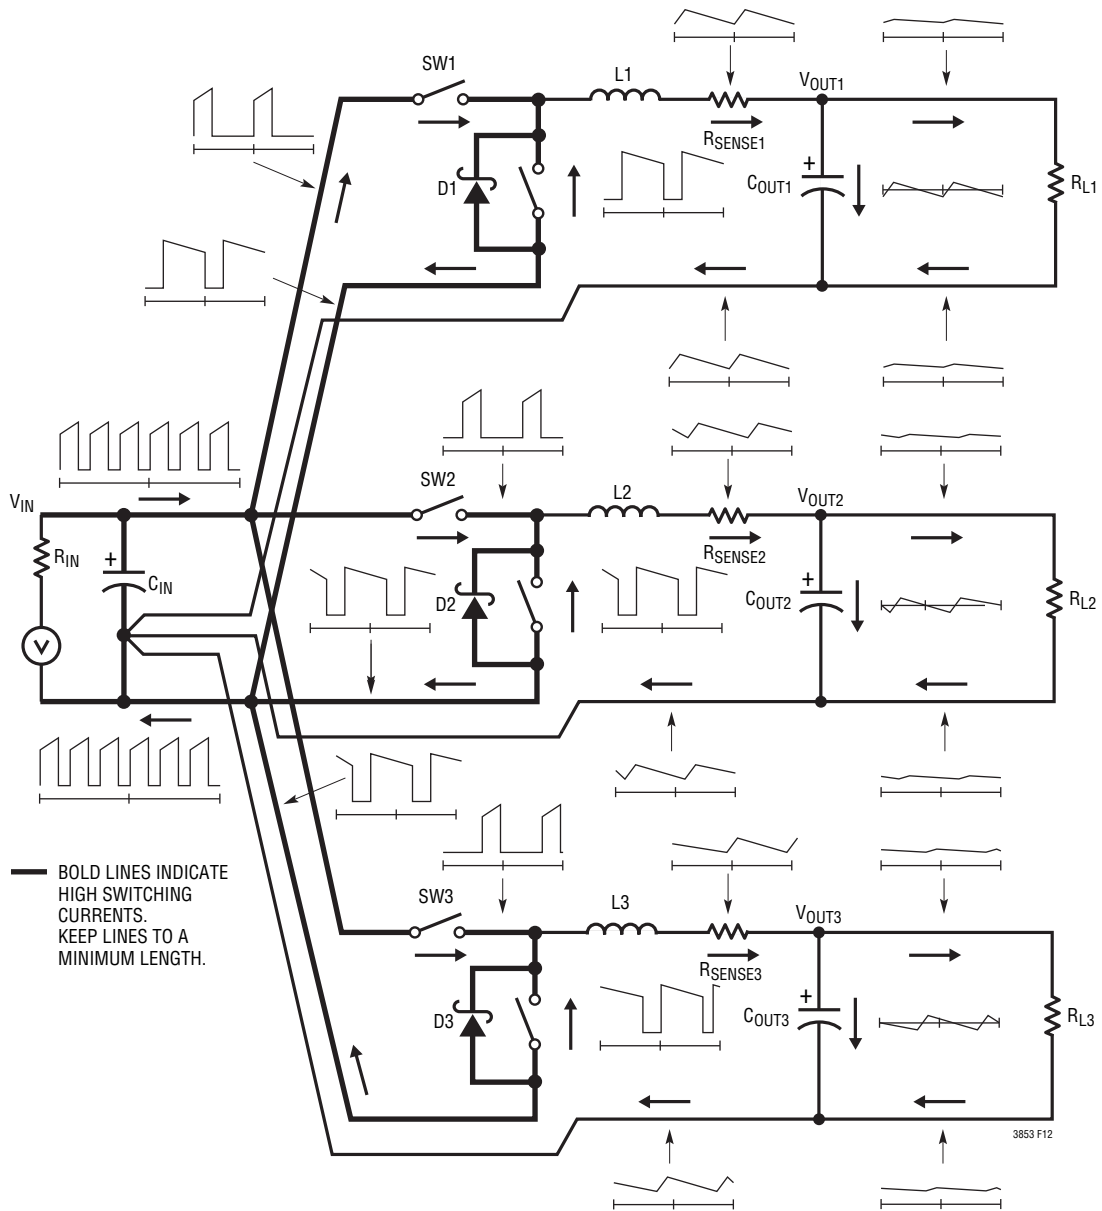 SW1
L1
VOUT1
RSENSE1
D1
COUT1
RL1
SW2
L2
VOUT2
VIN
RIN
CIN
RSENSE2
D2
COUT2
RL2
V
BOLD LINES INDICATE
HIGH SWITCHING
CURRENTS.
KEEP LINES TO A
MINIMUM LENGTH.
SW3
L3
VOUT3
RSENSE3
D3
COUT3
RL3
3853 F12
+
+
+
+